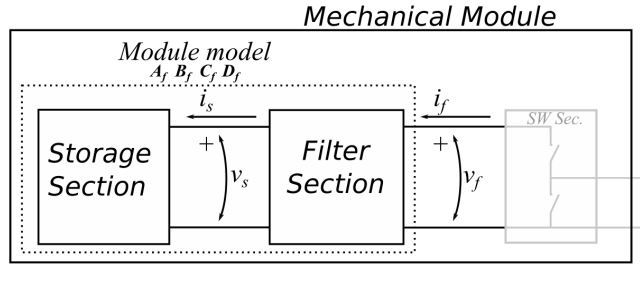 Mechanical Module
Module model
A_f B_f C_f D_f
i_s
i_f
SW Sec.
Storage
Section
+
v_s
Filter
Section
+
v_f